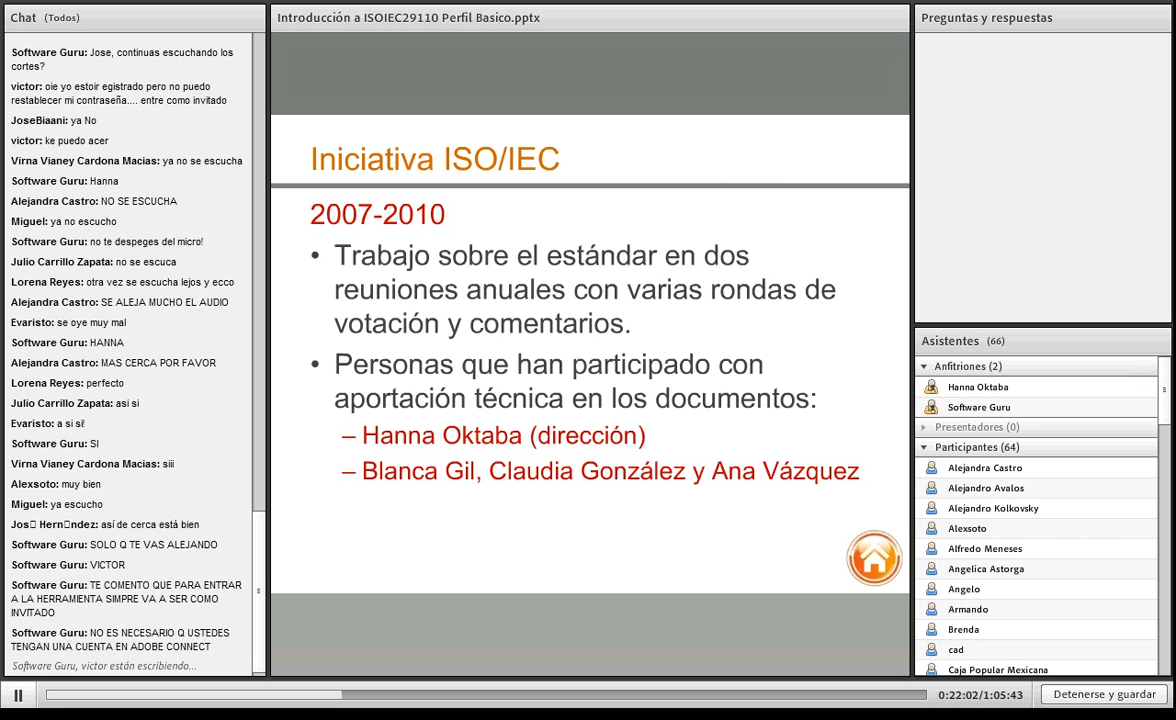 Chat (Todos)
Software Guru: Jose, continuas escuchando los
cortes?
victor: oie yo estoir egistrado pero no puedo
restablecer mi contraseña.... entre como invitado
JoseBiaani: ya No
victor: ke puedo acer
Virna Vianey Cardona Macias: ya no se escucha
Software Guru: Hanna
Alejandra Castro: NO SE ESCUCHA
Miguel: ya no escucho
Software Guru: no te despeges del micro!
Julio Carrillo Zapata: no se escuca
Lorena Reyes: otra vez se escucha lejos y ecco
Alejandra Castro: SE ALEJA MUCHO EL AUDIO
Evaristo: se oye muy mal
Software Guru: HANNA
Alejandra Castro: MAS CERCA POR FAVOR
Lorena Reyes: perfecto
Julio Carrillo Zapata: asi si
Evaristo: a si si!
Software Guru: SI
Virna Vianey Cardona Macias: siii
Alexsoto: muy bien
Miguel: ya escucho
Jos▯ Hern▯ndez: así de cerca está bien
Software Guru: SOLO Q TE VAS ALEJANDO
Software Guru: VICTOR
Software Guru: TE COMENTO QUE PARA ENTRAR
A LA HERRAMIENTA SIMPRE VA A SER COMO
INVITADO
Software Guru: NO ES NECESARIO Q USTEDES
TENGAN UNA CUENTA EN ADOBE CONNECT
Software Guru, victor están escribiendo...
Introducción a ISOIEC29110 Perfil Basico.pptx
Iniciativa ISO/IEC
2007-2010
• Trabajo sobre el estándar en dos
reuniones anuales con varias rondas de
votación y comentarios.
• Personas que han participado con
aportación técnica en los documentos:
– Hanna Oktaba (dirección)
– Blanca Gil, Claudia González y Ana Vázquez
Preguntas y respuestas
Asistentes (66)
Anfitriones (2)
Hanna Oktaba
Software Guru
Presentadores (0)
Participantes (64)
Alejandra Castro
Alejandro Avalos
Alejandro Kolkovsky
Alexsoto
Alfredo Meneses
Angelica Astorga
Angelo
Armando
Brenda
cad
Caja Popular Mexicana
0:22:02/1:05:43
Detenerse y guardar